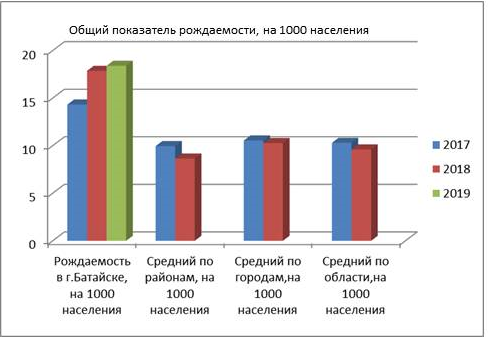 Общий показатель рождаемости, на 1000 населения
20
15
10
5
0
2017
2018
2019
Рождаемость
в г.Батайске,
на 1000
населения
Средний по
районам, на
1000
населения
Средний по
городам,на
1000
населения
Средний по
области,на
1000
населения